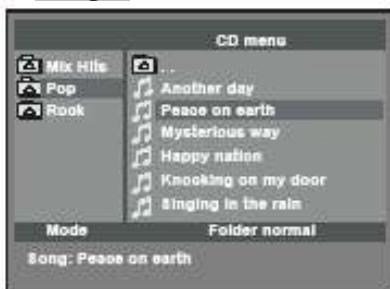 CD menu
Mix Hits
. .
Pop
Another day
Rock
Peace on earth
Mysterious way
Happy nation
Knocking on my door
Singing in the rain
Mode
Folder normal
Song: Peace on earth